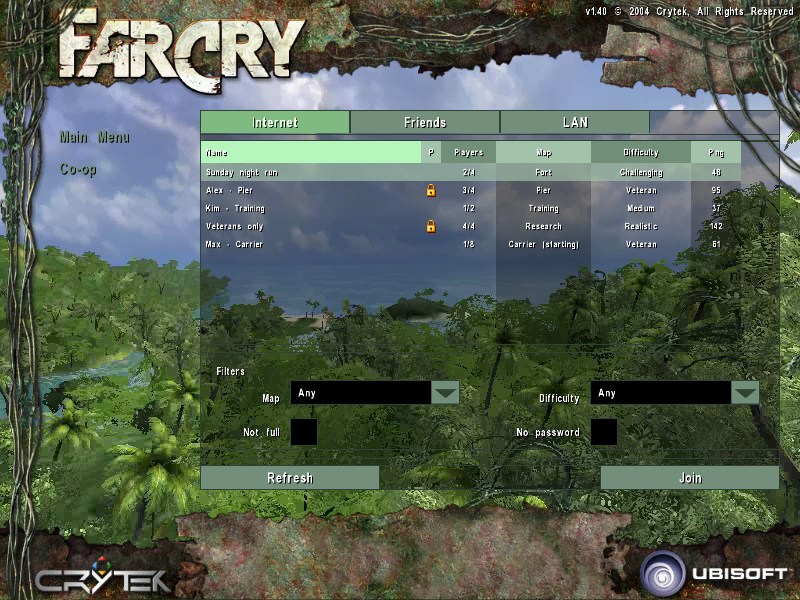 FARCRY
v1.40 © 2004 Crytek, All Rights Reserved
Main Menu
Co-op
Internet Friends LAN
Name P Players Map Difficulty Ping
Sunday night run 2/4 Fort Challenging 48
Alex - Pier 3/4 Pier Veteran 95
Kim - Training 1/2 Training Medium 37
Veterans only 4/4 Research Realistic 142
Max - Carrier 1/8 Carrier (starting) Veteran 61
Filters
Map Any Difficulty Any
Not full No password
Refresh Join
CRYTEK UBISOFT